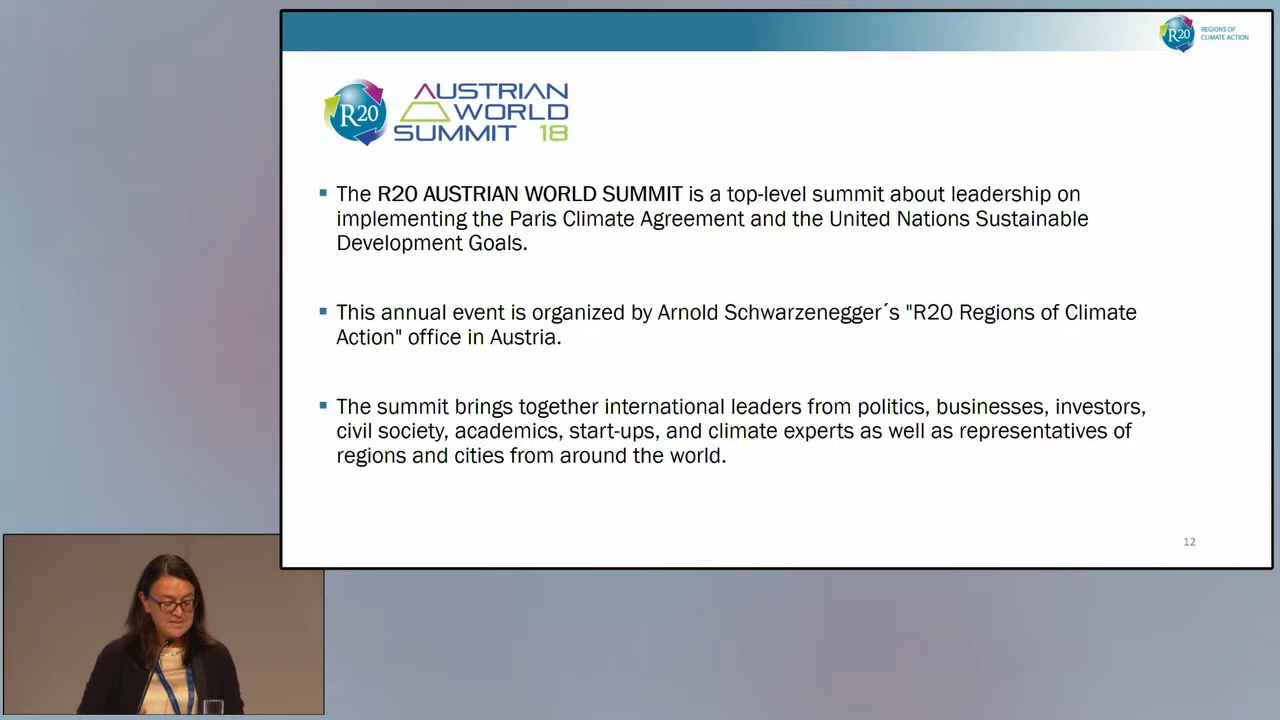 R20
REGIONS OF
CLIMATE ACTION
R20
AUSTRIAN
WORLD
SUMMIT 18
The R20 AUSTRIAN WORLD SUMMIT is a top-level summit about leadership on
implementing the Paris Climate Agreement and the United Nations Sustainable
Development Goals.
This annual event is organized by Arnold Schwarzenegger´s "R20 Regions of Climate
Action" office in Austria.
The summit brings together international leaders from politics, businesses, investors,
civil society, academics, start-ups, and climate experts as well as representatives of
regions and cities from around the world.
12